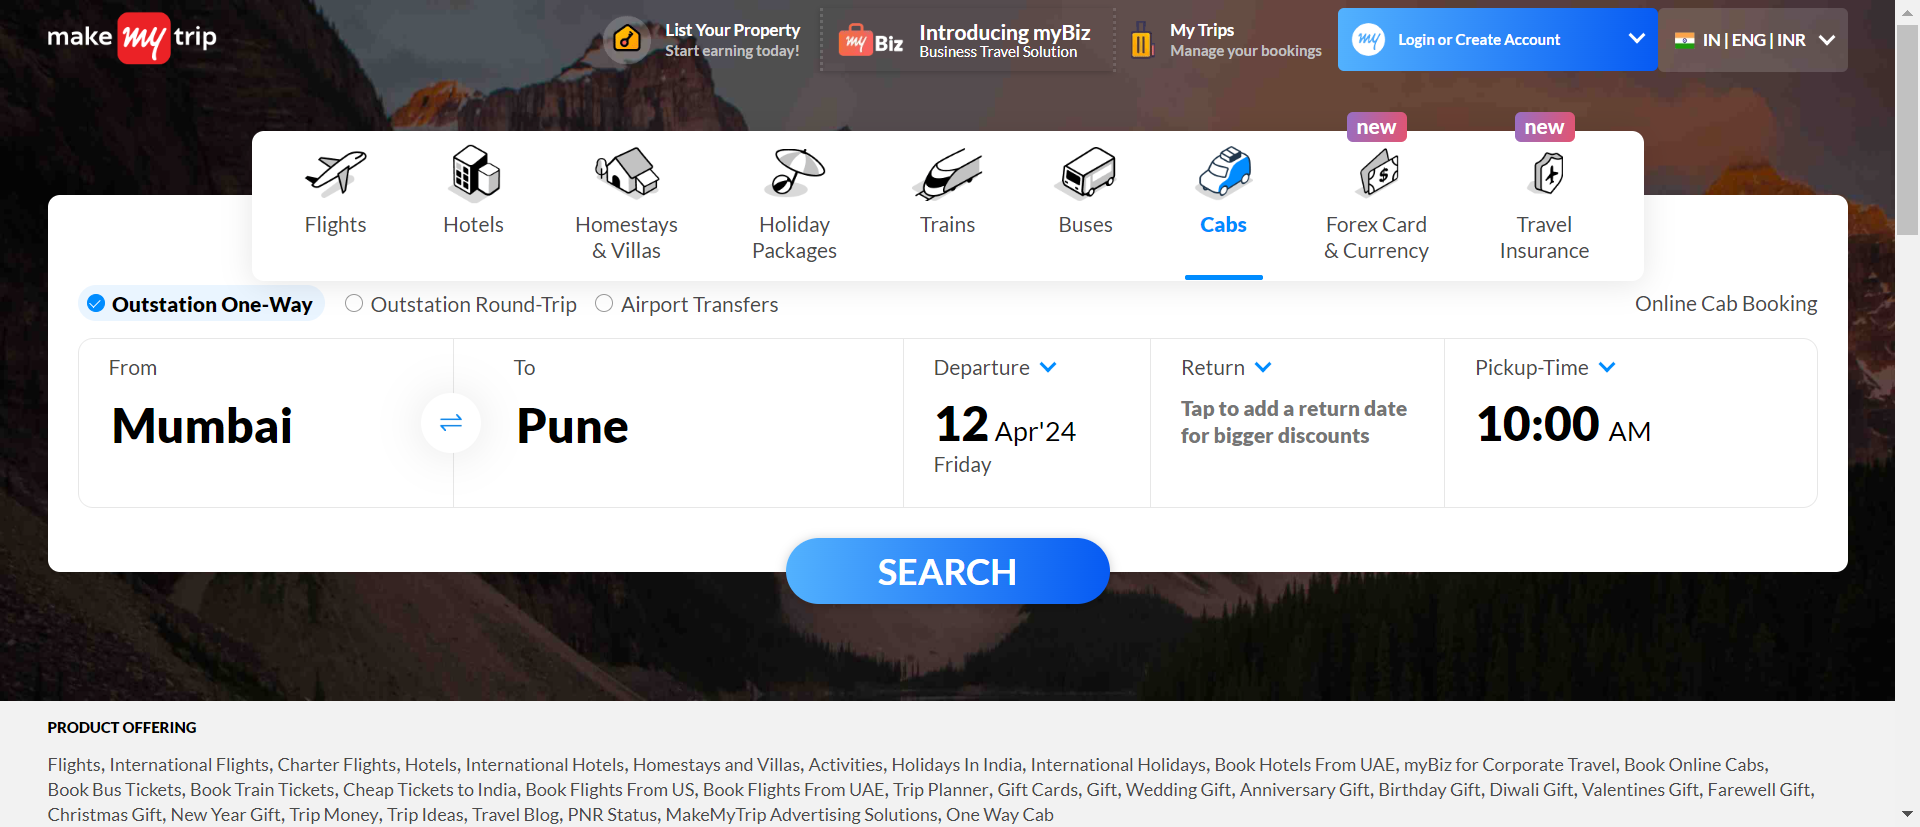 make my trip
List Your Property
Start earning today!
my Biz
Introducing myBiz
Business Travel Solution
My Trips
Manage your bookings
my
Login or Create Account
IN | ENG | INR
new
new
Flights
Hotels
Homestays
& Villas
Holiday
Packages
Trains
Buses
Cabs
Forex Card
& Currency
Travel
Insurance
Outstation One-Way
Outstation Round-Trip
Airport Transfers
Online Cab Booking
From
Mumbai
To
Pune
Departure
12 Apr'24
Friday
Return
Tap to add a return date
for bigger discounts
Pickup-Time
10:00 AM
SEARCH
PRODUCT OFFERING
Flights, International Flights, Charter Flights, Hotels, International Hotels, Homestays and Villas, Activities, Holidays In India, International Holidays, Book Hotels From UAE, myBiz for Corporate Travel, Book Online Cabs,
Book Bus Tickets, Book Train Tickets, Cheap Tickets to India, Book Flights From US, Book Flights From UAE, Trip Planner, Gift Cards, Gift, Wedding Gift, Anniversary Gift, Birthday Gift, Diwali Gift, Valentines Gift, Farewell Gift,
Christmas Gift, New Year Gift, Trip Money, Trip Ideas, Travel Blog, PNR Status, MakeMyTrip Advertising Solutions, One Way Cab